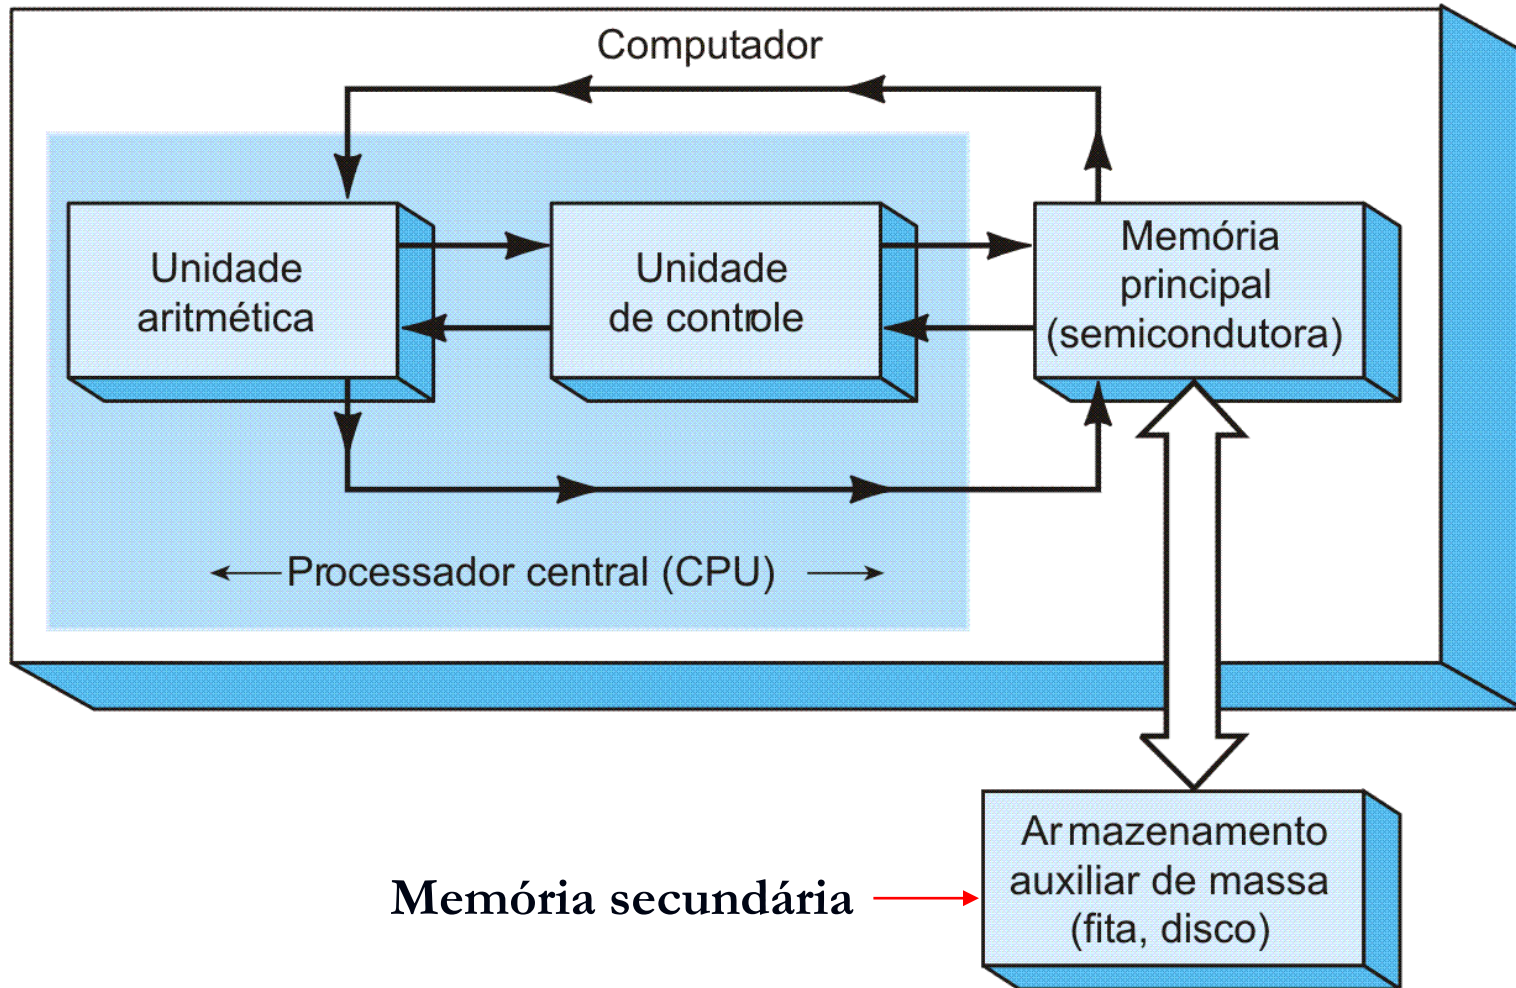 Computador
Unidade
aritmética
Unidade
de controle
Memória
principal
(semicondutora)
Processador central (CPU)
Memória secundária
Armazenamento
auxiliar de massa
(fita, disco)